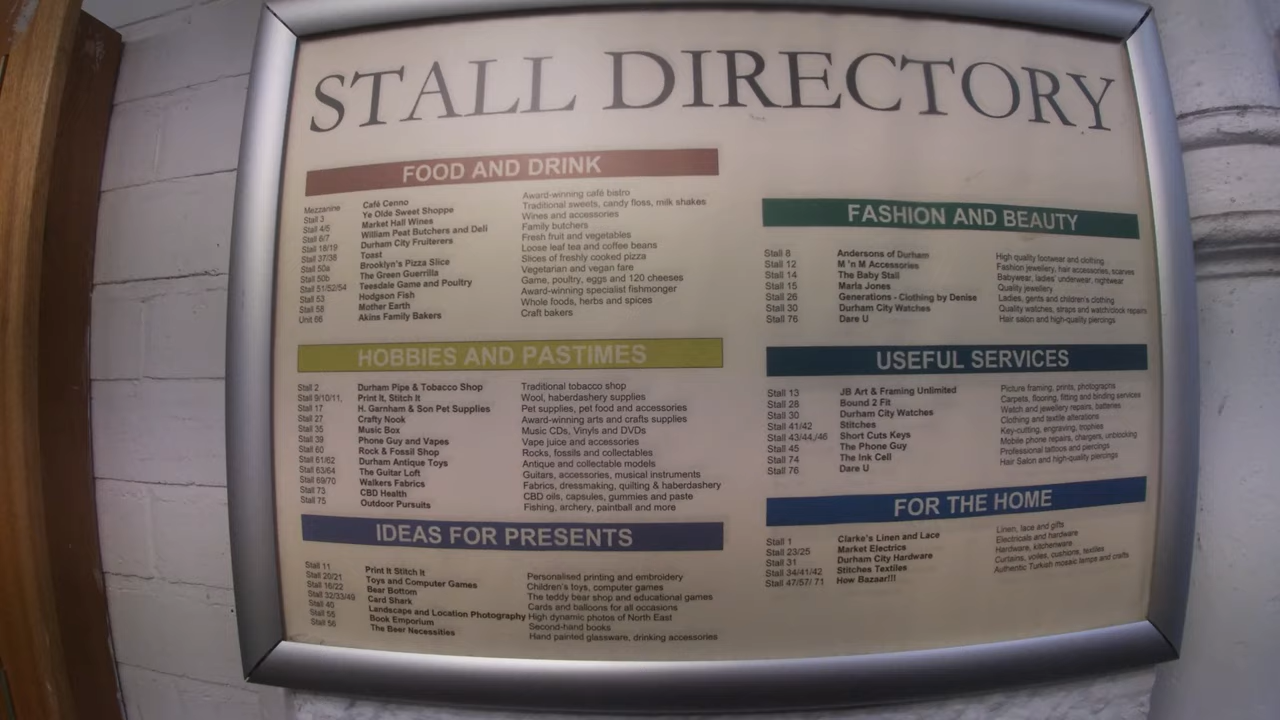 STALL DIRECTORY
FOOD AND DRINK
Mezzanine Café Cenno Award-winning café bistro
Stall 3 Ye Olds Sweet Shoppe Traditional sweets, candy floss, milk shakes
Stall 4/5 Market Hall Wines Wines and accessories
Stall 6/7 William Peat Butchers and Deli Family butchers
Stall 18/19 Durham City Fruiterers Fresh fruit and vegetables
Stall 37/38 Toast Loose leaf tea and coffee beans
Stall 50a Brooklyn's Pizza Slice Slices of freshly cooked pizza
Stall 50b The Green Guerrilla Vegetarian and vegan fare
Stall 51/52/54 Teesdale Game and Poultry Game, poultry, eggs and 120 cheeses
Stall 53 Hodgson Fish Award-winning specialist fishmonger
Stall 58 Mother Earth Whole foods, herbs and spices
Unit 66 Akins Family Bakers Craft bakers
HOBBIES AND PASTIMES
Stall 2 Durham Pipe & Tobacco Shop Traditional tobacco shop
Stall 9/10/11, Print It, Stitch It Wool, haberdashery supplies
Stall 17 H. Garnham & Son Pet Supplies Pet supplies, pet food and accessories
Stall 27 Crafty Nook Award-winning arts and crafts supplies
Stall 35 Music Box Music CDs, Vinyls and DVDs
Stall 39 Phone Guy and Vapes Vape juice and accessories
Stall 60 Rock & Fossil Shop Rocks, fossils and collectables
Stall 61/62 Durham Antique Toys Antique and collectable models
Stall 63/64 The Guitar Loft Guitars, accessories, musical instruments
Stall 69/70 Walkers Fabrics Fabrics, dressmaking, quilting & haberdashery
Stall 73 CBD Health CBD oils, capsules, gummies and paste
Stall 75 Outdoor Pursuits Fishing, archery, paintball and more
IDEAS FOR PRESENTS
Stall 11 Print It Stitch It Personalised printing and embroidery
Stall 20/21 Toys and Computer Games Children's toys, computer games
Stall 16/22 Bear Bottom The teddy bear shop and educational games
Stall 32/33/49 Card Shark Cards and balloons for all occasions
Stall 40 Landscape and Location Photography High dynamic photos of North East
Stall 55 Book Emporium Second-hand books
Stall 56 The Beer Necessities Hand painted glassware, drinking accessories
FASHION AND BEAUTY
Stall 8 Andersons of Durham High quality footwear and clothing
Stall 12 M 'n M Accessories Fashion jewellery, hair accessories, scarves
Stall 14 The Baby Stall Babywear, ladies' underwear, nightwear
Stall 15 Marla Jones Quality jewellery
Stall 26 Generations - Clothing by Denise Ladies, gents and children's clothing
Stall 30 Durham City Watches Quality watches, straps and watch/clock repairs
Stall 76 Dare U Hair salon and high-quality piercings
USEFUL SERVICES
Stall 13 JB Art & Framing Unlimited Picture framing, prints, photographs
Stall 28 Bound 2 Fit Carpets, flooring, fitting and binding services
Stall 30 Durham City Watches Watch and jewellery repairs, batteries
Stall 41/42 Stitches Clothing and textile alterations
Stall 43/44,/46 Short Cuts Keys Key-cutting, engraving, trophies
Stall 45 The Phone Guy Mobile phone repairs, chargers, unblocking
Stall 74 The Ink Cell Professional tattoos and piercings
Stall 76 Dare U Hair Salon and high-quality piercings
FOR THE HOME
Stall 1 Clarke's Linen and Lace Linen, lace and gifts
Stall 23/25 Market Electrics Electricals and hardware
Stall 31 Durham City Hardware Hardware, kitchenware
Stall 34/41/42 Stitches Textiles Curtains, voiles, cushions, textiles
Stall 47/57/ 71 How Bazaar!!! Authentic Turkish mosaic lamps and crafts